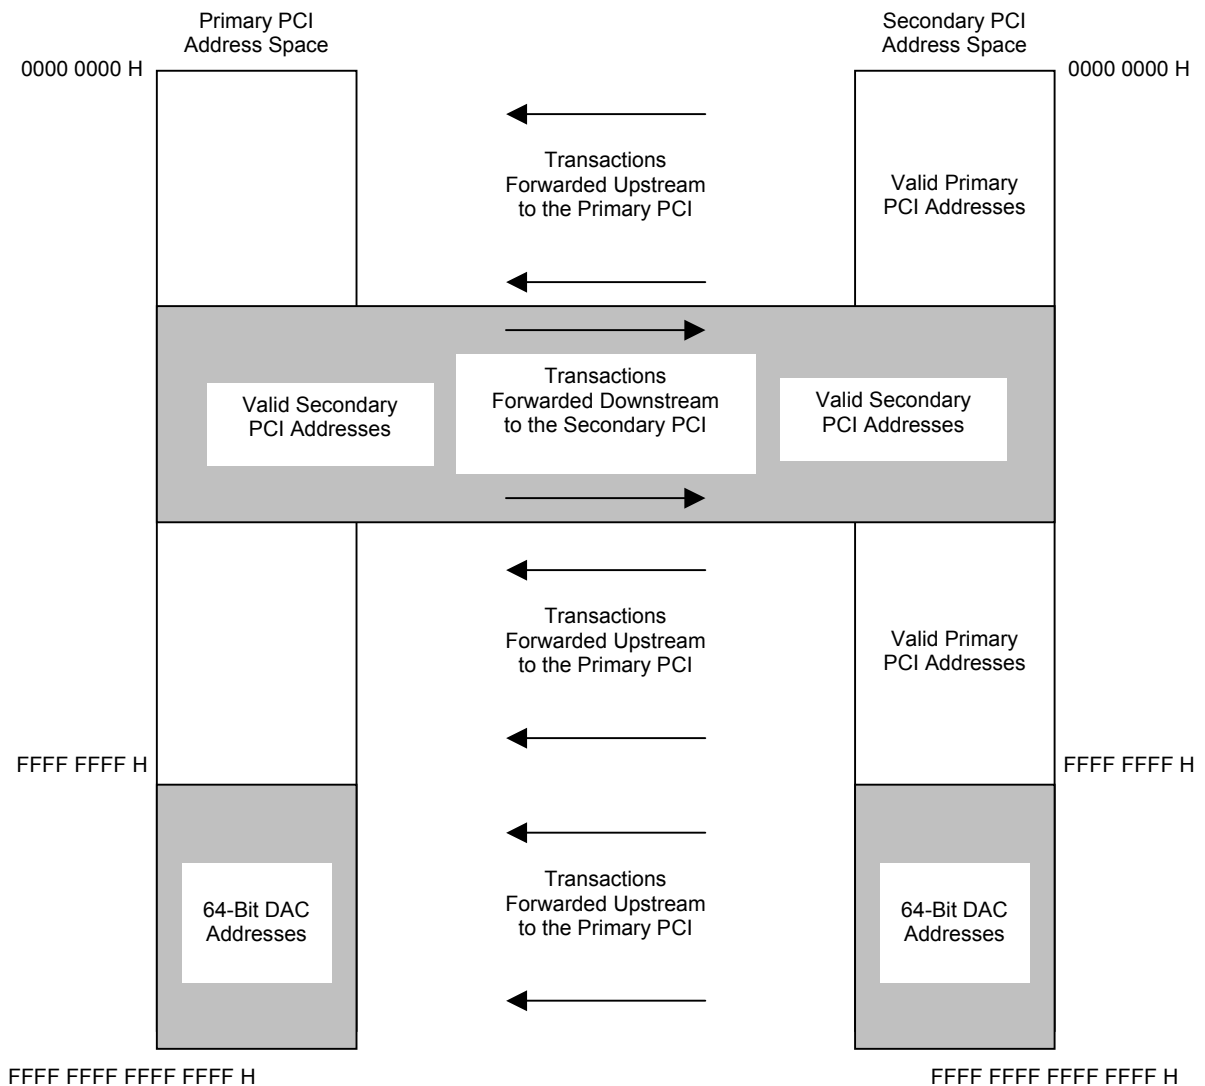 Primary PCI
Address Space
Secondary PCI
Address Space
0000 0000 H
0000 0000 H
Transactions
Forwarded Upstream
to the Primary PCI
Valid Primary
PCI Addresses
Valid Secondary
PCI Addresses
Transactions
Forwarded Downstream
to the Secondary PCI
Valid Secondary
PCI Addresses
Transactions
Forwarded Upstream
to the Primary PCI
Valid Primary
PCI Addresses
FFFF FFFF H
FFFF FFFF H
64-Bit DAC
Addresses
Transactions
Forwarded Upstream
to the Primary PCI
64-Bit DAC
Addresses
FFFF FFFF FFFF FFFF H
FFFF FFFF FFFF FFFF H